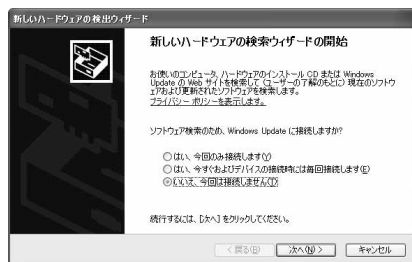 新しいハードウェアの検出ウィザード
新しいハードウェアの検索ウィザードの開始
お使いのコンピュータ、ハードウェアのインストール CD または Windows
Update の Web サイトを検索して (ユーザーの了解のもとに) 現在のソフトウ
ェアおよび更新されたソフトウェアを検索します。
プライバシー ポリシーを表示します。
ソフトウェア検索のため、Windows Update に接続しますか?
はい、今回のみ接続します(Y)
はい、今すぐおよびデバイスの接続時には毎回接続します(E)
いいえ、今回は接続しません(T)
続行するには、[次へ] をクリックしてください。
< 戻る(B)
次へ(N) >
キャンセル